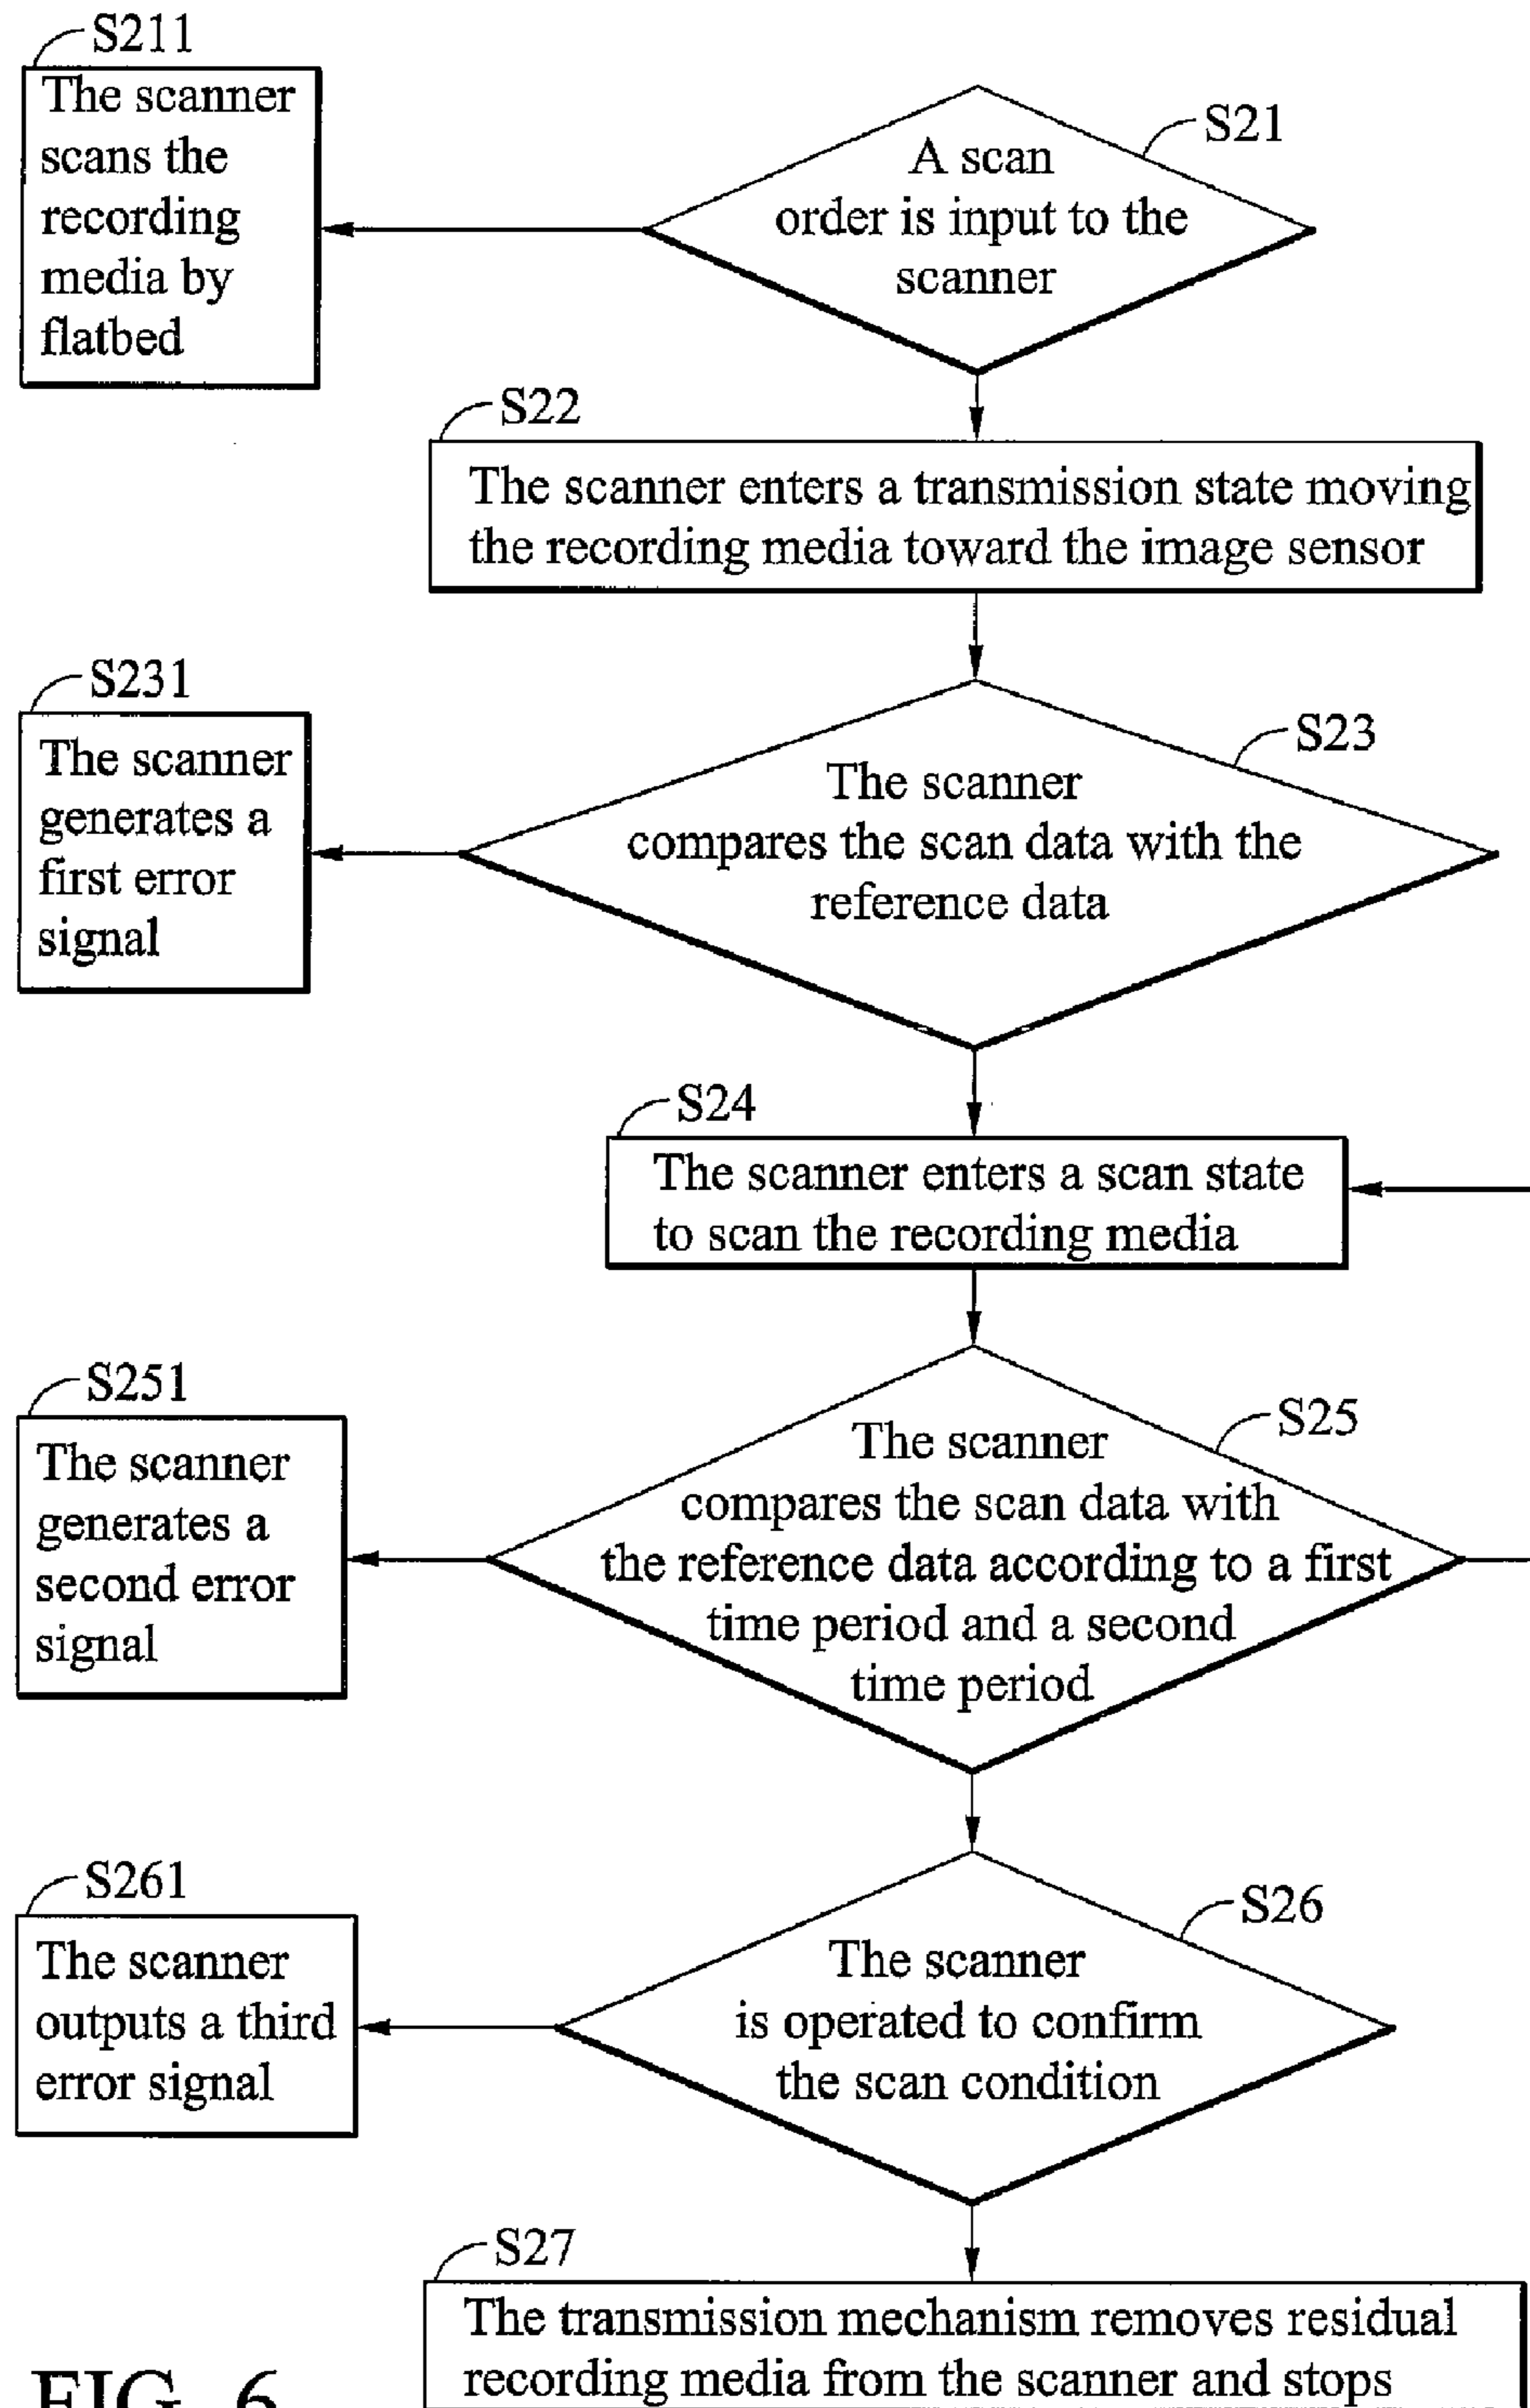 S211
The scanner
scans the
recording
media by
flatbed
S21
A scan
order is input to the
scanner
S22
The scanner enters a transmission state moving
the recording media toward the image sensor
S231
The scanner
generates a
first error
signal
S23
The scanner
compares the scan data with the
reference data
S24
The scanner enters a scan state
to scan the recording media
S251
The scanner
generates a
second error
signal
S25
The scanner
compares the scan data with
the reference data according to a first
time period and a second
time period
S261
The scanner
outputs a third
error signal
S26
The scanner
is operated to confirm
the scan condition
S27
The transmission mechanism removes residual
recording media from the scanner and stops
FIG. 6